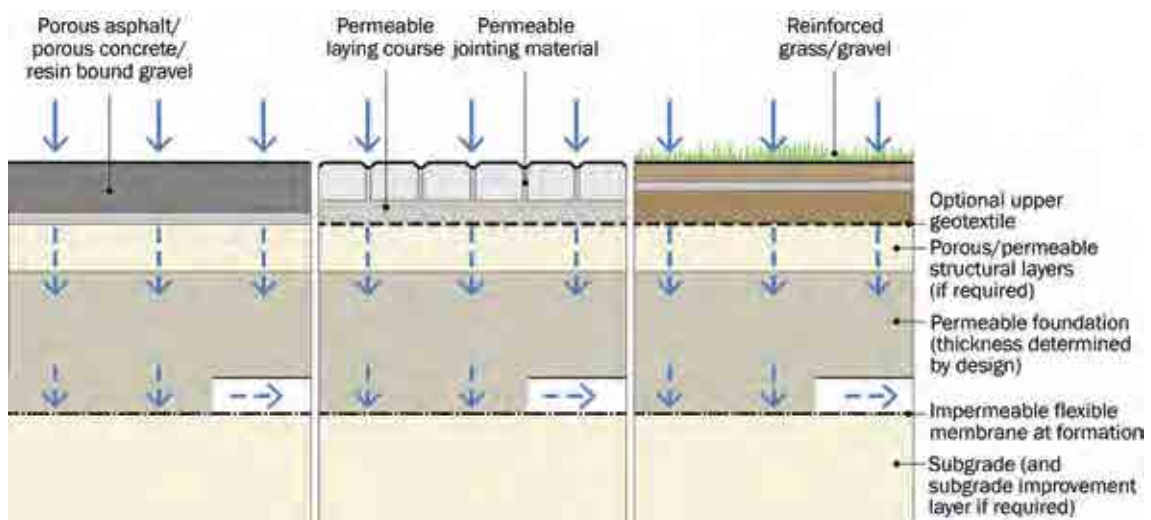 Porous asphalt/
porous concrete/
resin bound gravel
Permeable
laying course
Permeable
jointing material
Reinforced
grass/gravel
Optional upper
geotextile
Porous/permeable
structural layers
(if required)
Permeable foundation
(thickness determined
by design)
Impermeable flexible
membrane at formation
Subgrade (and
subgrade improvement
layer if required)